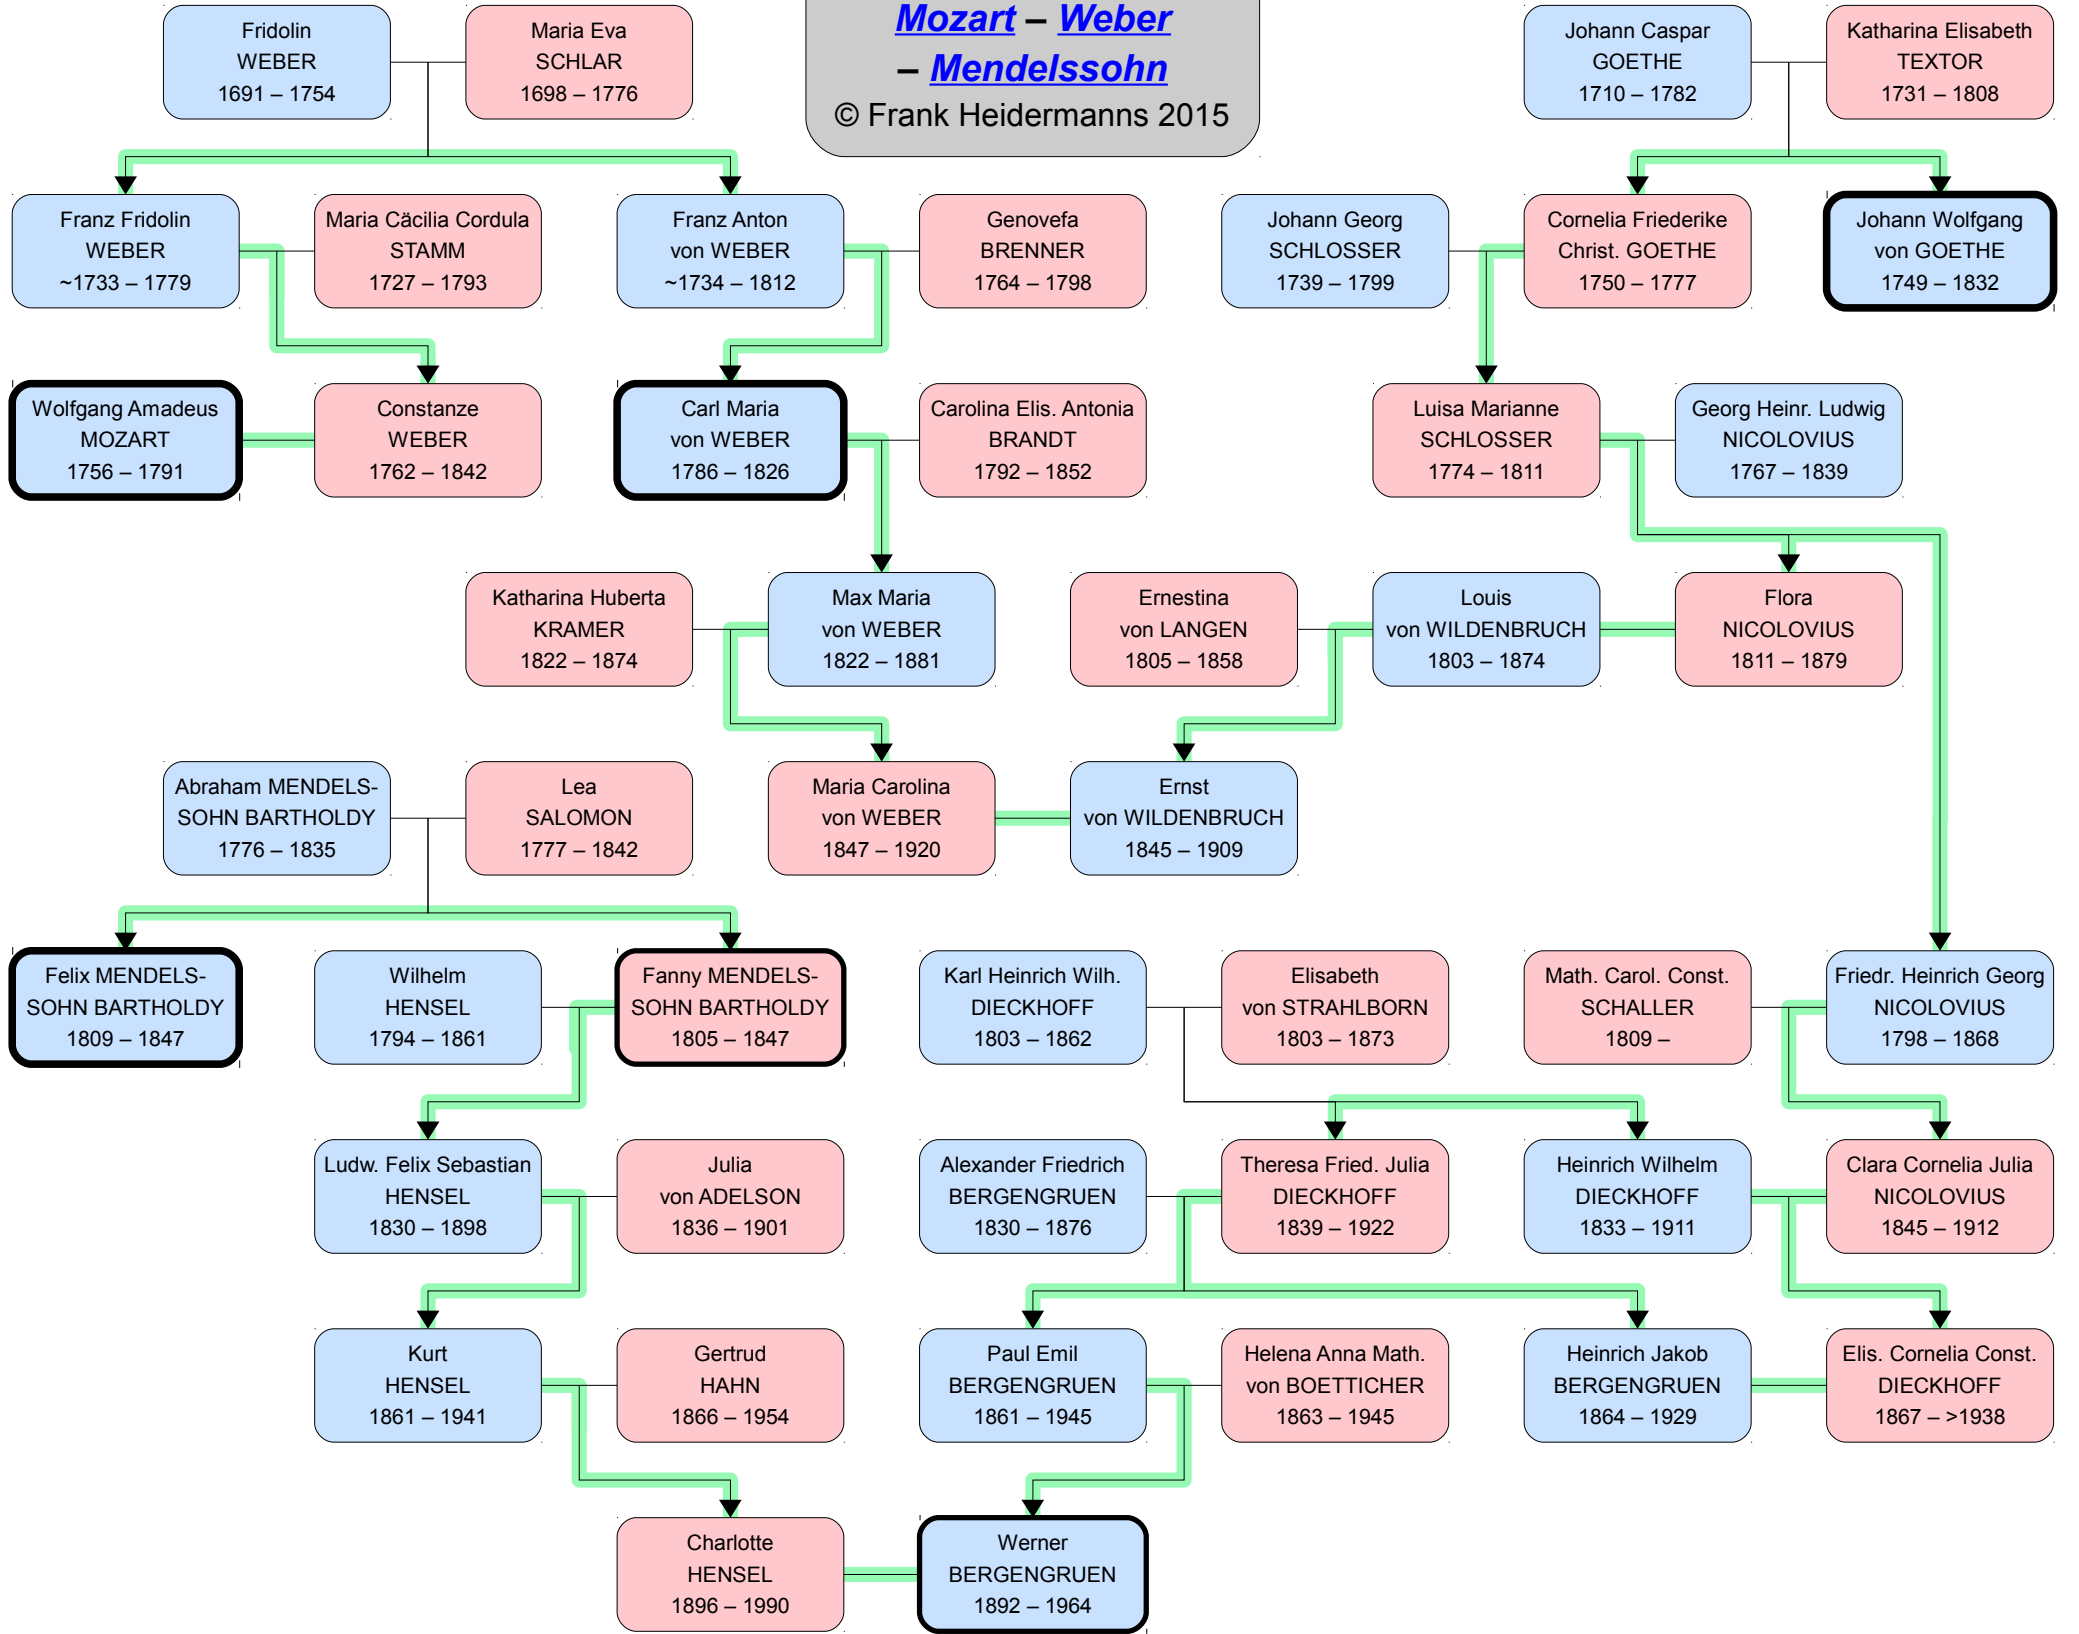 Mozart – Weber
– Mendelssohn
© Frank Heidermanns 2015
Fridolin
WEBER
1691 – 1754
Maria Eva
SCHLAR
1698 – 1776
Johann Caspar
GOETHE
1710 – 1782
Katharina Elisabeth
TEXTOR
1731 – 1808
Franz Fridolin
WEBER
~1733 – 1779
Maria Cäcilia Cordula
STAMM
1727 – 1793
Franz Anton
von WEBER
~1734 – 1812
Genovefa
BRENNER
1764 – 1798
Johann Georg
SCHLOSSER
1739 – 1799
Cornelia Friederike
Christ. GOETHE
1750 – 1777
Johann Wolfgang
von GOETHE
1749 – 1832
Wolfgang Amadeus
MOZART
1756 – 1791
Constanze
WEBER
1762 – 1842
Carl Maria
von WEBER
1786 – 1826
Carolina Elis. Antonia
BRANDT
1792 – 1852
Luisa Marianne
SCHLOSSER
1774 – 1811
Georg Heinr. Ludwig
NICOLOVIUS
1767 – 1839
Katharina Huberta
KRAMER
1822 – 1874
Max Maria
von WEBER
1822 – 1881
Ernestina
von LANGEN
1805 – 1858
Louis
von WILDENBRUCH
1803 – 1874
Flora
NICOLOVIUS
1811 – 1879
Abraham MENDELS-
SOHN BARTHOLDY
1776 – 1835
Lea
SALOMON
1777 – 1842
Maria Carolina
von WEBER
1847 – 1920
Ernst
von WILDENBRUCH
1845 – 1909
Felix MENDELS-
SOHN BARTHOLDY
1809 – 1847
Wilhelm
HENSEL
1794 – 1861
Fanny MENDELS-
SOHN BARTHOLDY
1805 – 1847
Karl Heinrich Wilh.
DIECKHOFF
1803 – 1862
Elisabeth
von STRAHLBORN
1803 – 1873
Math. Carol. Const.
SCHALLER
1809 –
Friedr. Heinrich Georg
NICOLOVIUS
1798 – 1868
Ludw. Felix Sebastian
HENSEL
1830 – 1898
Julia
von ADELSON
1836 – 1901
Alexander Friedrich
BERGENGRUEN
1830 – 1876
Theresa Fried. Julia
DIECKHOFF
1839 – 1922
Heinrich Wilhelm
DIECKHOFF
1833 – 1911
Clara Cornelia Julia
NICOLOVIUS
1845 – 1912
Kurt
HENSEL
1861 – 1941
Gertrud
HAHN
1866 – 1954
Paul Emil
BERGENGRUEN
1861 – 1945
Helena Anna Math.
von BOETTICHER
1863 – 1945
Heinrich Jakob
BERGENGRUEN
1864 – 1929
Elis. Cornelia Const.
DIECKHOFF
1867 – >1938
Charlotte
HENSEL
1896 – 1990
Werner
BERGENGRUEN
1892 – 1964